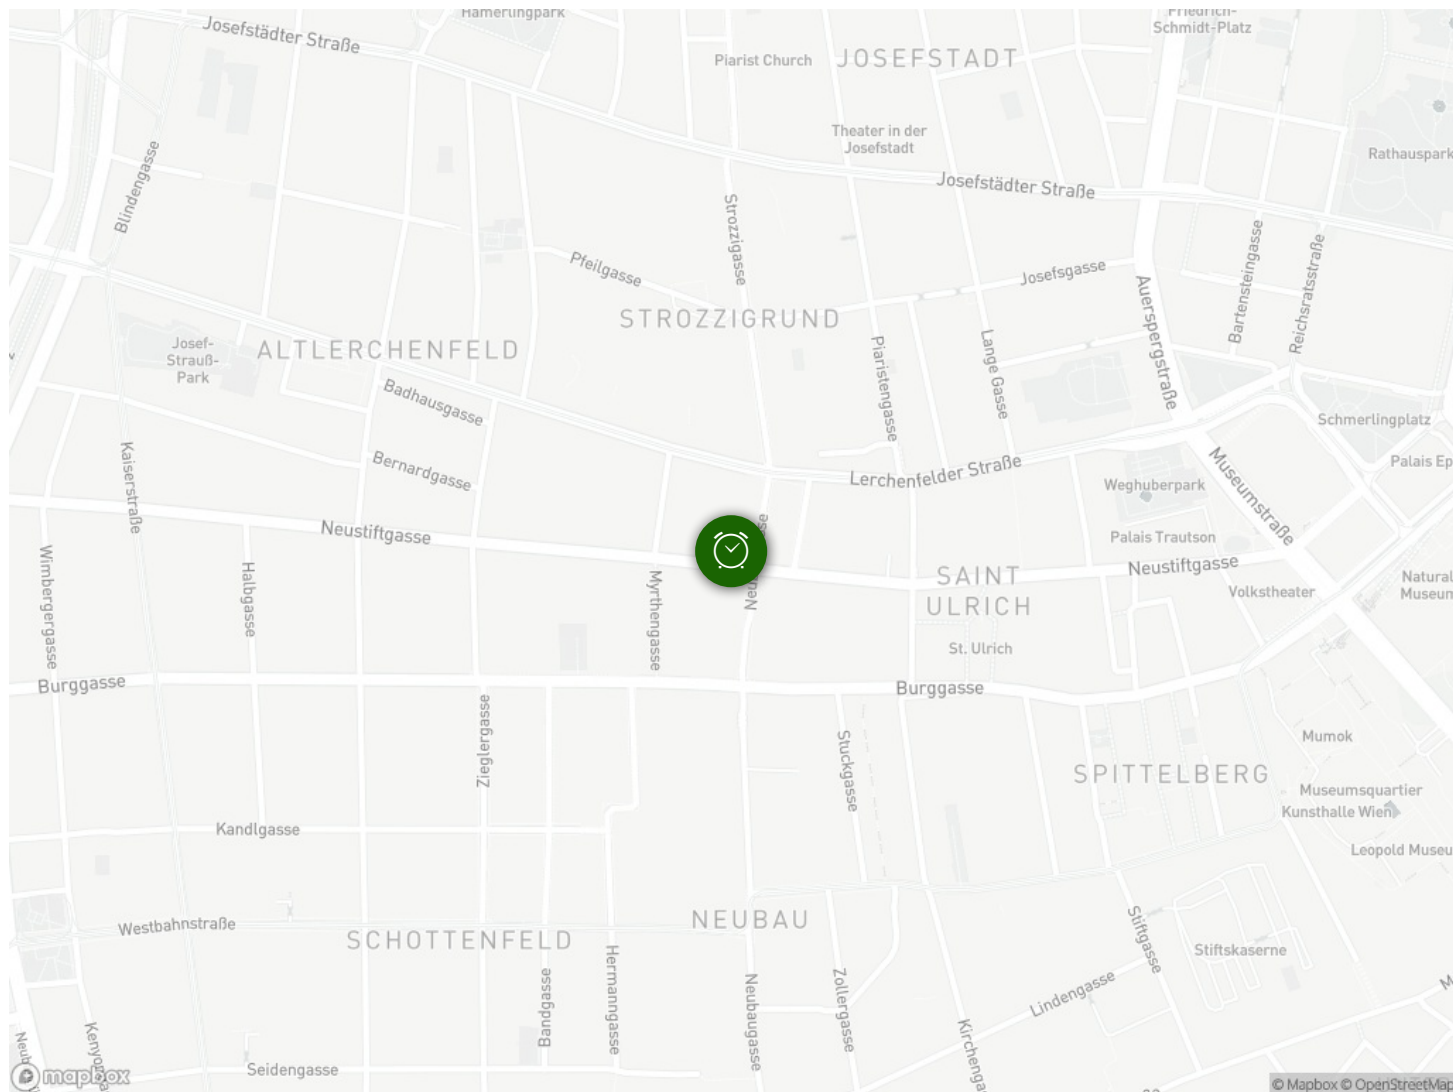 Hamerlingpark
Friedrich-
Schmidt-Platz
Josefstädter Straße
JOSEFSTADT
Piarist Church
Theater in der
Josefstadt
Rathauspark
Josefstädter Straße
Blindengasse
Strozzigasse
Pfeilgasse
Josefsgasse
Bartensteingasse
Reichsratsstraße
Auerspergstraße
STROZZIGRUND
ALTLERCHENFELD
Josef-
Strauß-
Park
Piaristengasse
Lange Gasse
Badhausgasse
Schmerlingplatz
Kaiserstraße
Bernardgasse
Lerchenfelder Straße
Museumstraße
Palais Ep
Weghuberpark
Neustiftgasse
Palais Trautson
Neustiftgasse
SAINT
ULRICH
Natural
Museum
Volkstheater
Wimbergergasse
Halbgasse
Myrthengasse
St. Ulrich
Burggasse
Burggasse
Zieglergasse
Stuckgasse
Mumok
SPITTELBERG
Museumsquartier
Kunsthalle Wien
Kandlgasse
Leopold Museu
Westbahnstraße
SCHOTTENFELD
NEUBAU
Stiftgasse
Stiftskaserne
Bandgasse
Hermanngasse
Neubaugasse
Zollergasse
Lindengasse
Kirchenga
Kenyonga
Seidengasse
mapbox
© Mapbox © OpenStreetMap